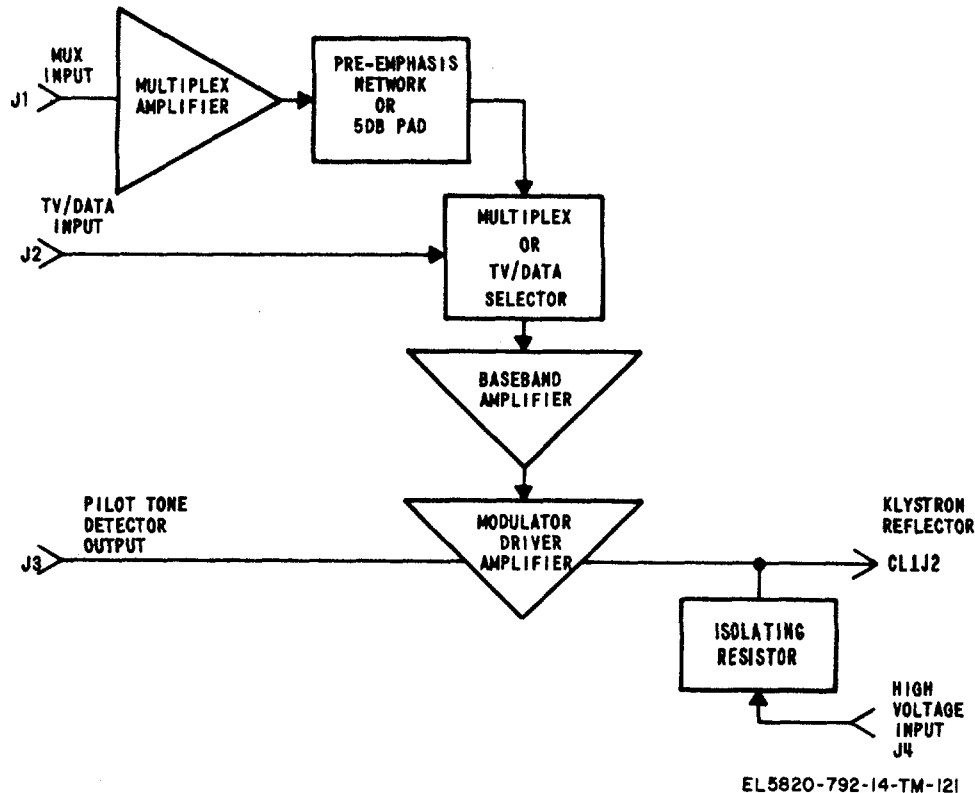 MUX
INPUT
J1
MULTIPLEX
AMPLIFIER
PRE-EMPHASIS
NETWORK
OR
5DB PAD
TV/DATA
INPUT
J2
MULTIPLEX
OR
TV/DATA
SELECTOR
BASEBAND
AMPLIFIER
PILOT TONE
DETECTOR
OUTPUT
J3
MODULATOR
DRIVER
AMPLIFIER
KLYSTRON
REFLECTOR
CL1J2
ISOLATING
RESISTOR
HIGH
VOLTAGE
INPUT
J4
EL5820-792-14-TM-121